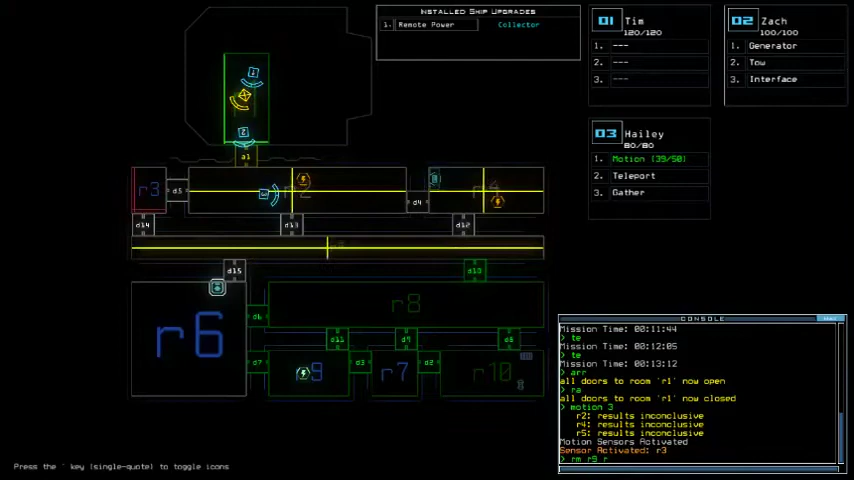 INSTALLED SHIP UPGRADES
1. Remote Power Collector
01 Tim
120/120
1. ---
2. ---
3. ---
02 Zach
100/100
1. Generator
2. Tow
3. Interface
03 Hailey
80/80
1. Motion (39/50)
2. Teleport
3. Gather
a1
r3
d5
r2
d4
r4
d14
d13
d12
d15
d10
r6
d6
r8
d11
d9
d8
d7
r9
d3
r7
d2
r10
CONSOLE
Mission Time: 00:11:44
> te
Mission Time: 00:12:05
> te
Mission Time: 00:13:12
> arr
all doors to room 'r1' now open
> ra
all doors to room 'r1' now closed
> motion 3
r2: results inconclusive
r4: results inconclusive
r5: results inconclusive
Motion Sensors Activated
Sensor Activated: r3
> rm r9 r
Press the ` key (single-quote) to toggle icons